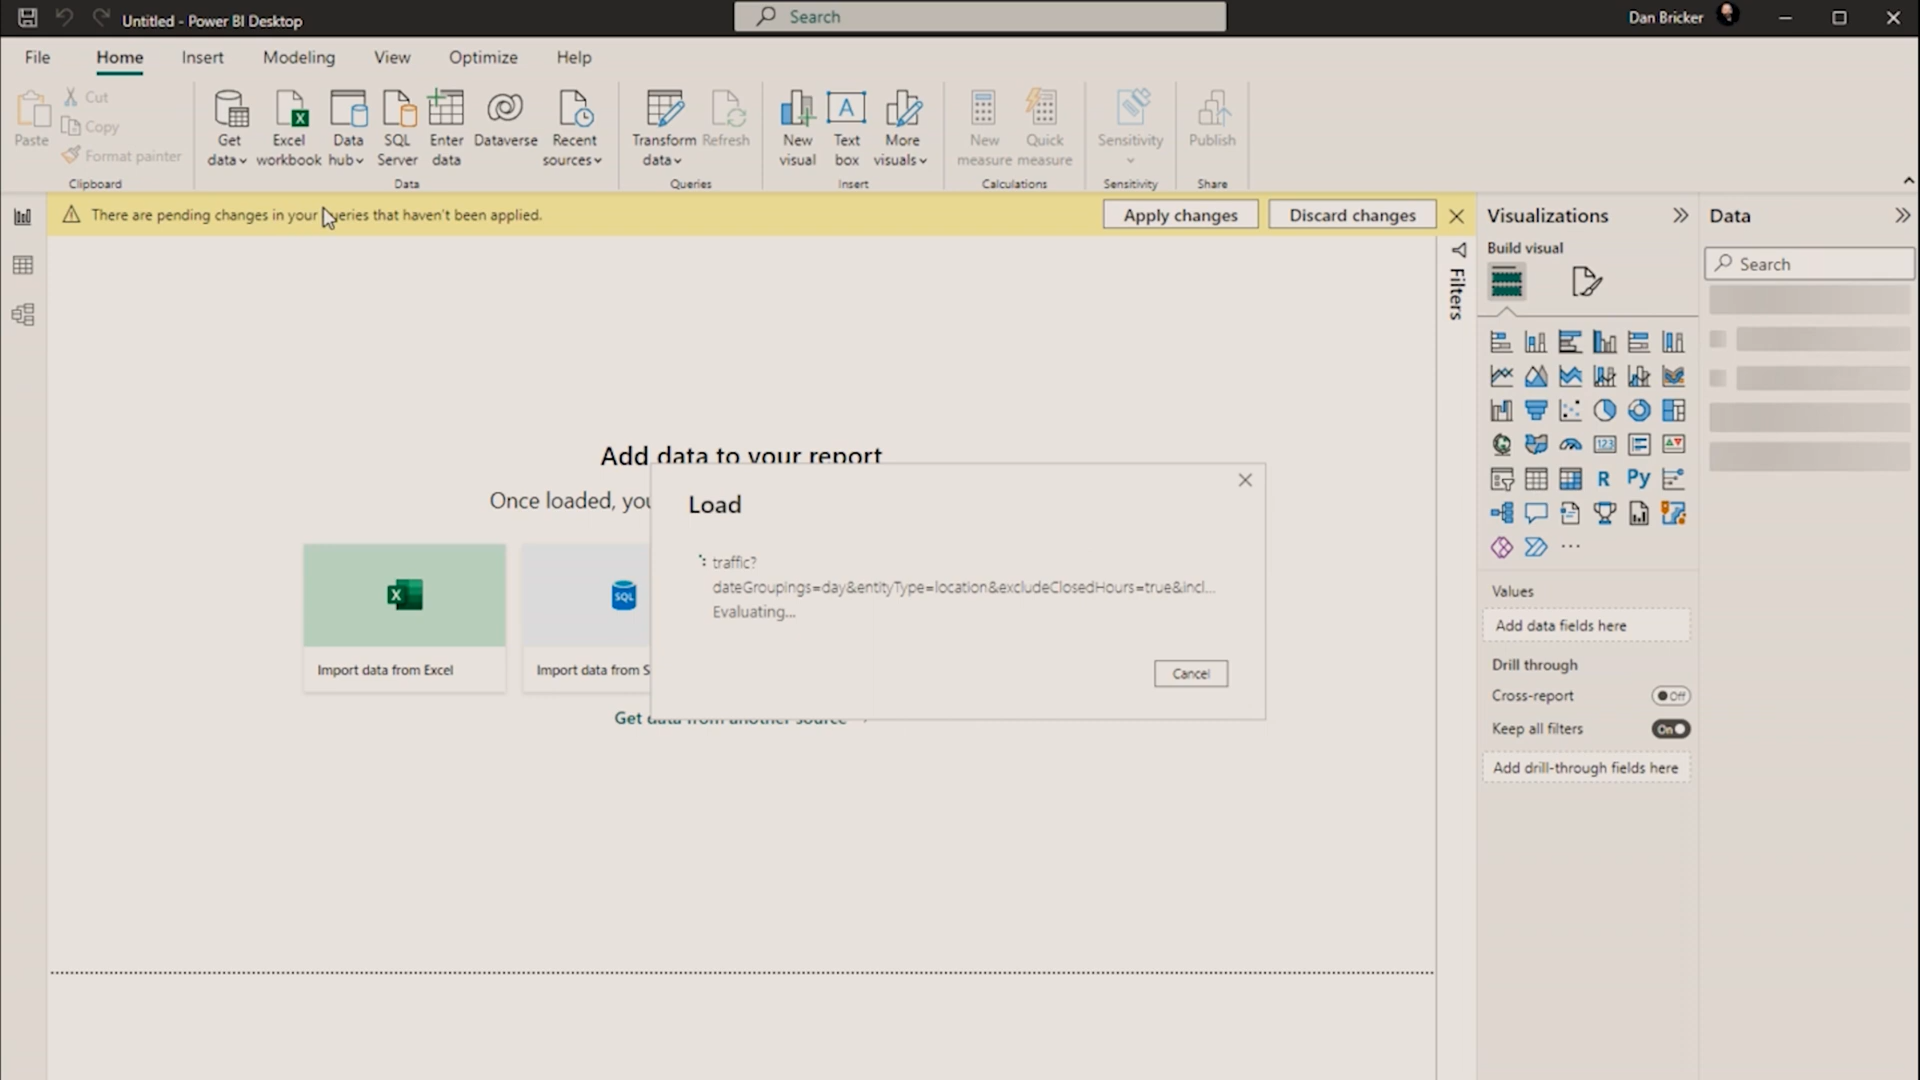 Untitled - Power BI Desktop
Search
Dan Bricker
File
Home
Insert
Modeling
View
Optimize
Help
Paste
Cut
Copy
Format painter
Clipboard
Get data
Excel workbook
Data hub
SQL Server
Enter data
Dataverse
Recent sources
Data
Transform data
Refresh
Queries
New visual
Text box
More visuals
Insert
New measure
Quick measure
Calculations
Sensitivity
Sensitivity
Publish
Share
There are pending changes in your queries that haven't been applied.
Apply changes
Discard changes
Filters
Add data to your report
Once loaded, you
Import data from Excel
SQL
Import data from S
Get data from another source
Load
traffic?
dateGroupings=day&entityType=location&excludeClosedHours=true&incl...
Evaluating...
Cancel
Visualizations
Build visual
123
R
Py
Values
Add data fields here
Drill through
Cross-report
Off
Keep all filters
On
Add drill-through fields here
Data
Search